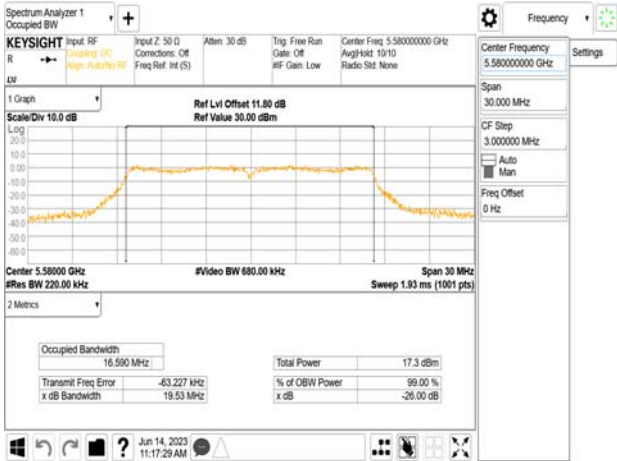 Spectrum Analyzer 1
Occupied BW
KEYSIGHT
R
Input: RF
Coupling: DC
Align: Auto/No RF
Input Z: 50 Ω
Corrections: Off
Freq Ref: Int (S)
Atten: 30 dB
Trig: Free Run
Gate: Off
#IF Gain: Low
Center Freq: 5.580000000 GHz
Avg|Hold: 10/10
Radio Std: None
1 Graph
Scale/Div 10.0 dB
Ref Lvl Offset 11.80 dB
Ref Value 30.00 dBm
Log
20.0
10.0
0.00
-10.0
-20.0
-30.0
-40.0
-50.0
-60.0
Center 5.58000 GHz
#Video BW 680.00 kHz
Span 30 MHz
#Res BW 220.00 kHz
Sweep 1.93 ms (1001 pts)
2 Metrics
Occupied Bandwidth
16.590 MHz
Total Power
17.3 dBm
Transmit Freq Error
-63.227 kHz
% of OBW Power
99.00 %
x dB Bandwidth
19.53 MHz
x dB
-26.00 dB
Jun 14, 2023
11:17:29 AM
Frequency
Settings
Center Frequency
5.580000000 GHz
Span
30.000 MHz
CF Step
3.000000 MHz
Auto
Man
Freq Offset
0 Hz